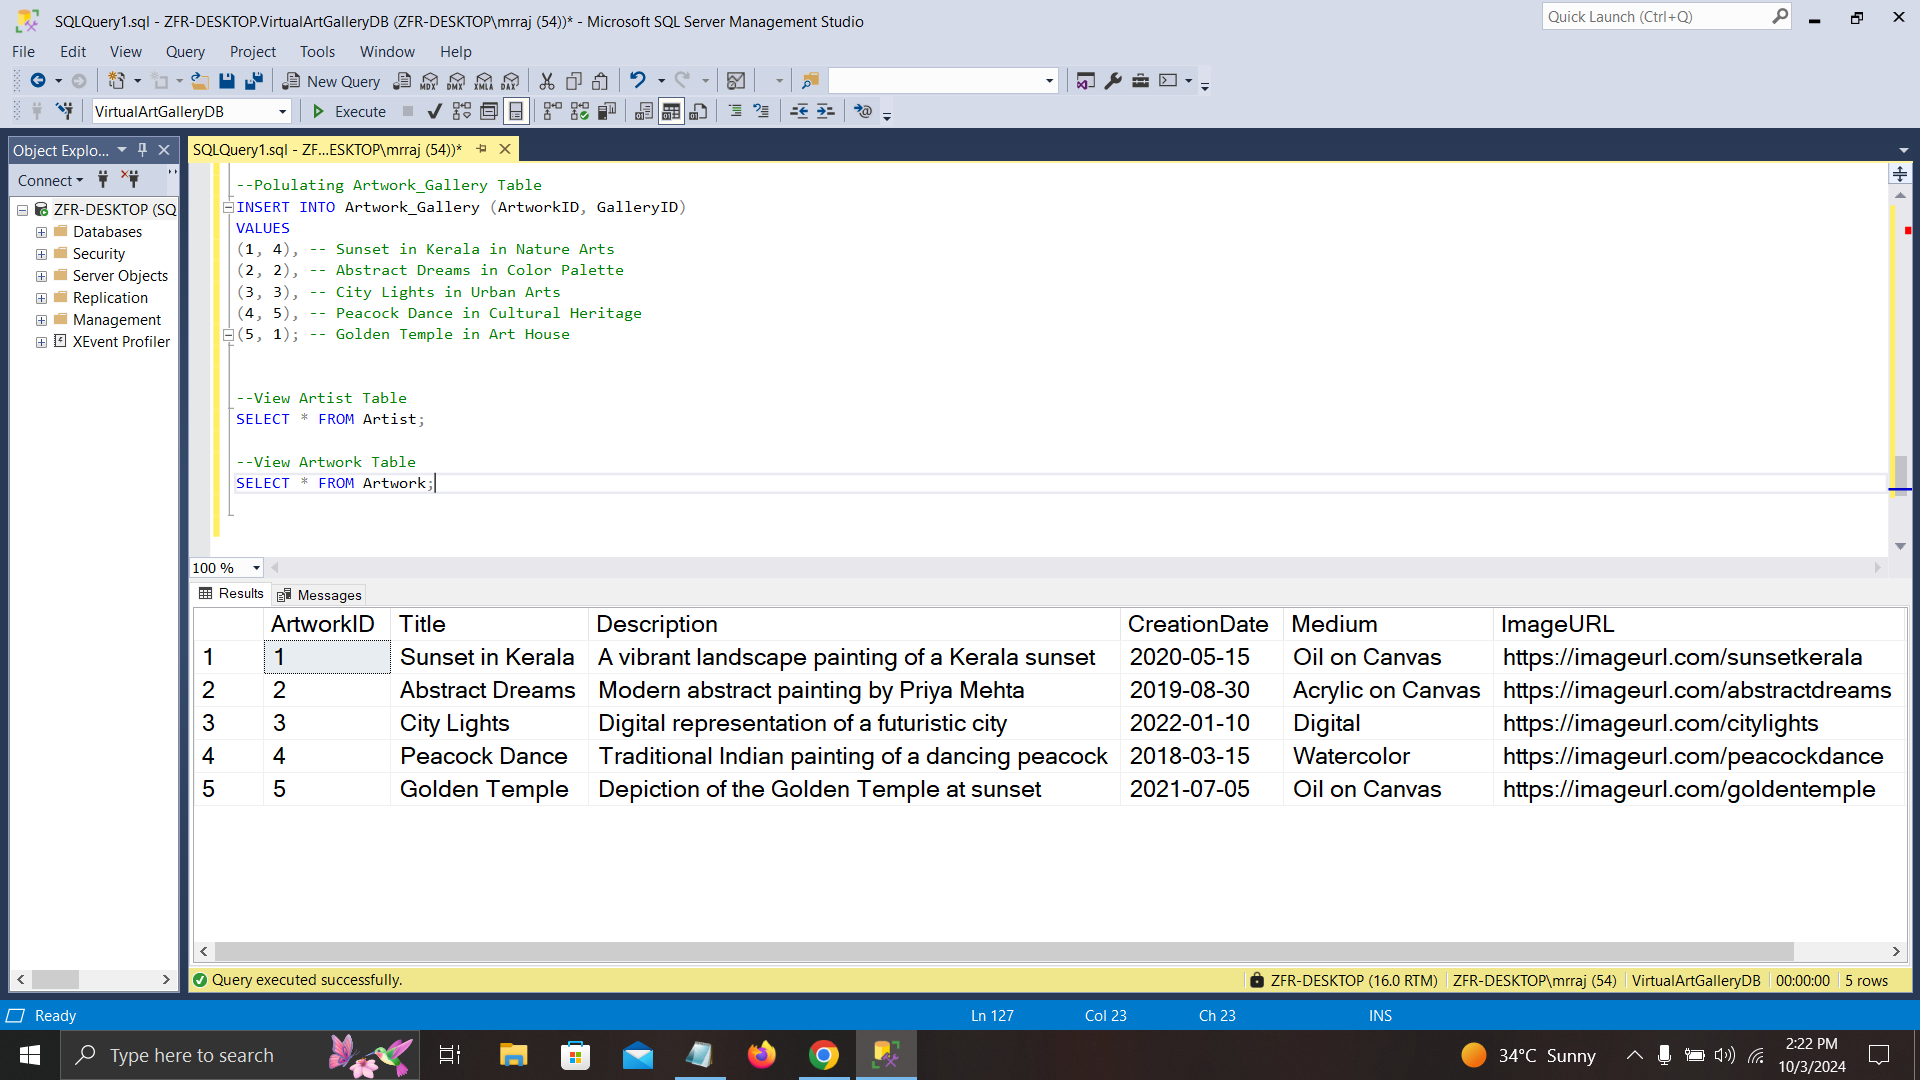 SQLQuery1.sql - ZFR-DESKTOP.VirtualArtGalleryDB (ZFR-DESKTOP\mrraj (54))* - Microsoft SQL Server Management Studio
Quick Launch (Ctrl+Q)
File Edit View Query Project Tools Window Help
New Query MDX DMX XMLA DAX
VirtualArtGalleryDB Execute
Object Explo...
SQLQuery1.sql - ZF...ESKTOP\mrraj (54))*
Connect
ZFR-DESKTOP (SQ
Databases
Security
Server Objects
Replication
Management
XEvent Profiler
--Polulating Artwork_Gallery Table
INSERT INTO Artwork_Gallery (ArtworkID, GalleryID)
VALUES
(1, 4), -- Sunset in Kerala in Nature Arts
(2, 2), -- Abstract Dreams in Color Palette
(3, 3), -- City Lights in Urban Arts
(4, 5), -- Peacock Dance in Cultural Heritage
(5, 1); -- Golden Temple in Art House
--View Artist Table
SELECT * FROM Artist;
--View Artwork Table
SELECT * FROM Artwork;
100 %
Results Messages
ArtworkID Title Description CreationDate Medium ImageURL
1 1 Sunset in Kerala A vibrant landscape painting of a Kerala sunset 2020-05-15 Oil on Canvas https://imageurl.com/sunsetkerala
2 2 Abstract Dreams Modern abstract painting by Priya Mehta 2019-08-30 Acrylic on Canvas https://imageurl.com/abstractdreams
3 3 City Lights Digital representation of a futuristic city 2022-01-10 Digital https://imageurl.com/citylights
4 4 Peacock Dance Traditional Indian painting of a dancing peacock 2018-03-15 Watercolor https://imageurl.com/peacockdance
5 5 Golden Temple Depiction of the Golden Temple at sunset 2021-07-05 Oil on Canvas https://imageurl.com/goldentemple
Query executed successfully. ZFR-DESKTOP (16.0 RTM) ZFR-DESKTOP\mrraj (54) VirtualArtGalleryDB 00:00:00 5 rows
Ready Ln 127 Col 23 Ch 23 INS
Type here to search
34°C Sunny
2:22 PM
10/3/2024